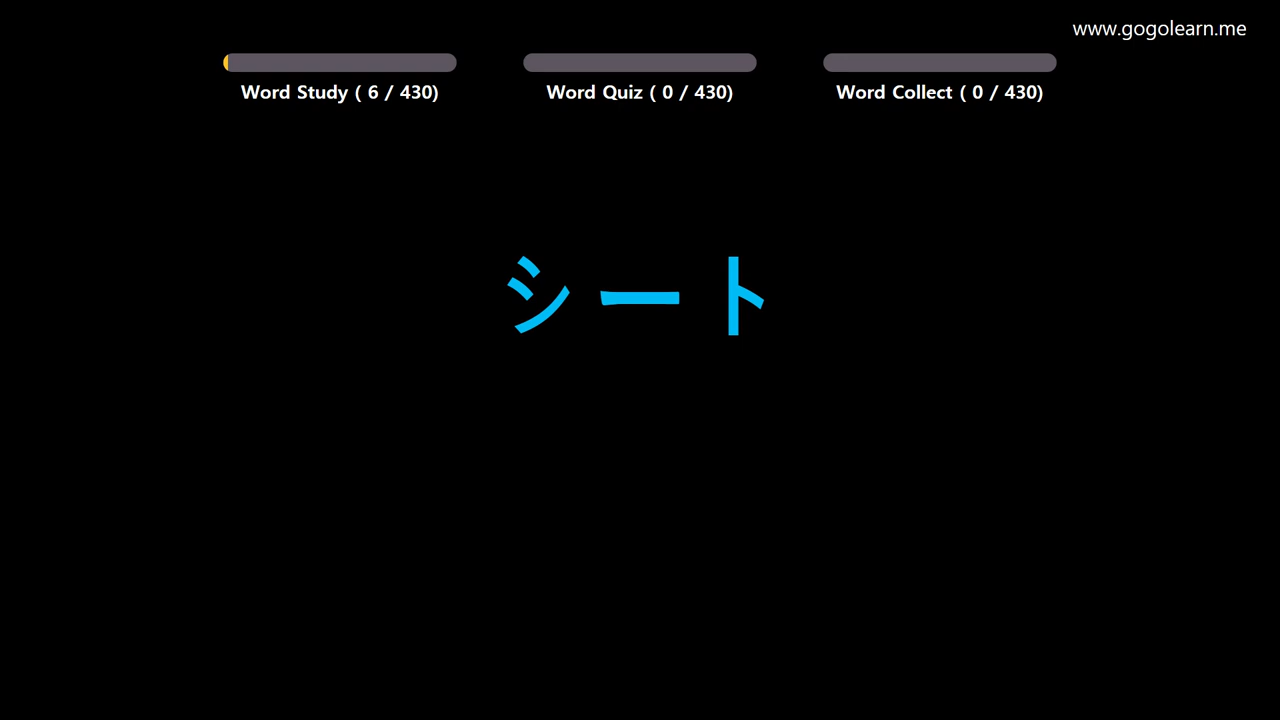 www.gogolearn.me
Word Study ( 6 / 430)
Word Quiz ( 0 / 430)
Word Collect ( 0 / 430)
シート